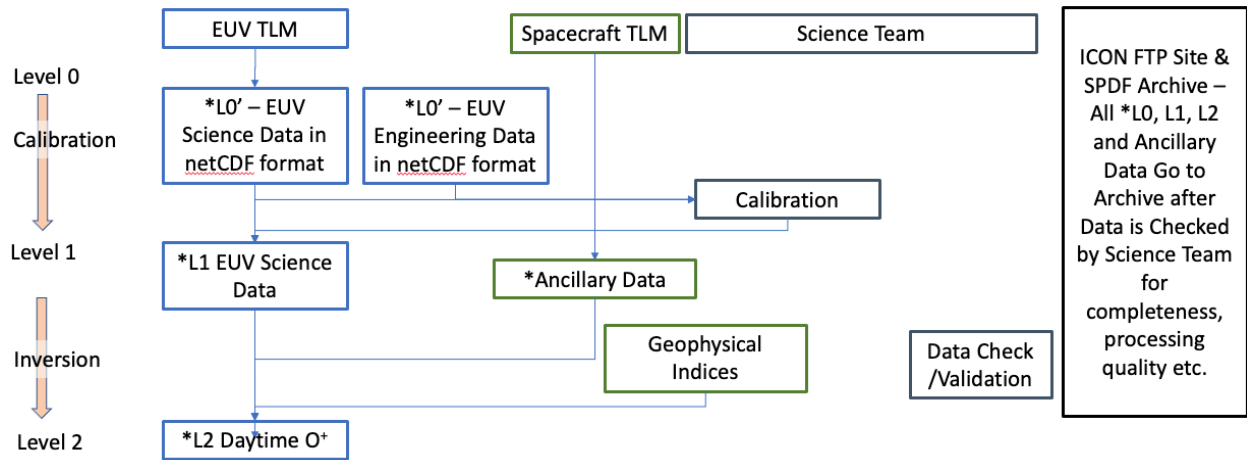 EUV TLM
Spacecraft TLM
Science Team
Level 0
Calibration
Level 1
Inversion
Level 2
*L0’ – EUV
Science Data in
netCDF format
*L0’ – EUV
Engineering Data
in netCDF format
Calibration
*L1 EUV Science
Data
*Ancillary Data
Geophysical
Indices
Data Check
/Validation
*L2 Daytime O⁺
ICON FTP Site &
SPDF Archive –
All *L0, L1, L2
and Ancillary
Data Go to
Archive after
Data is Checked
by Science Team
for
completeness,
processing
quality etc.